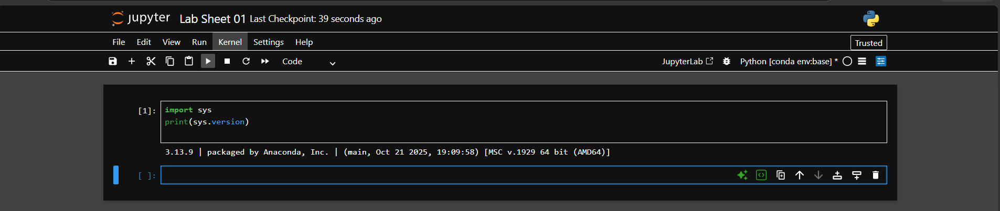 jupyter Lab Sheet 01 Last Checkpoint: 39 seconds ago
File Edit View Run Kernel Settings Help Trusted
Code JupyterLab Python [conda env:base] *
[1]: import sys
print(sys.version)
3.13.9 | packaged by Anaconda, Inc. | (main, Oct 21 2025, 19:09:58) [MSC v.1929 64 bit (AMD64)]
[ ]: